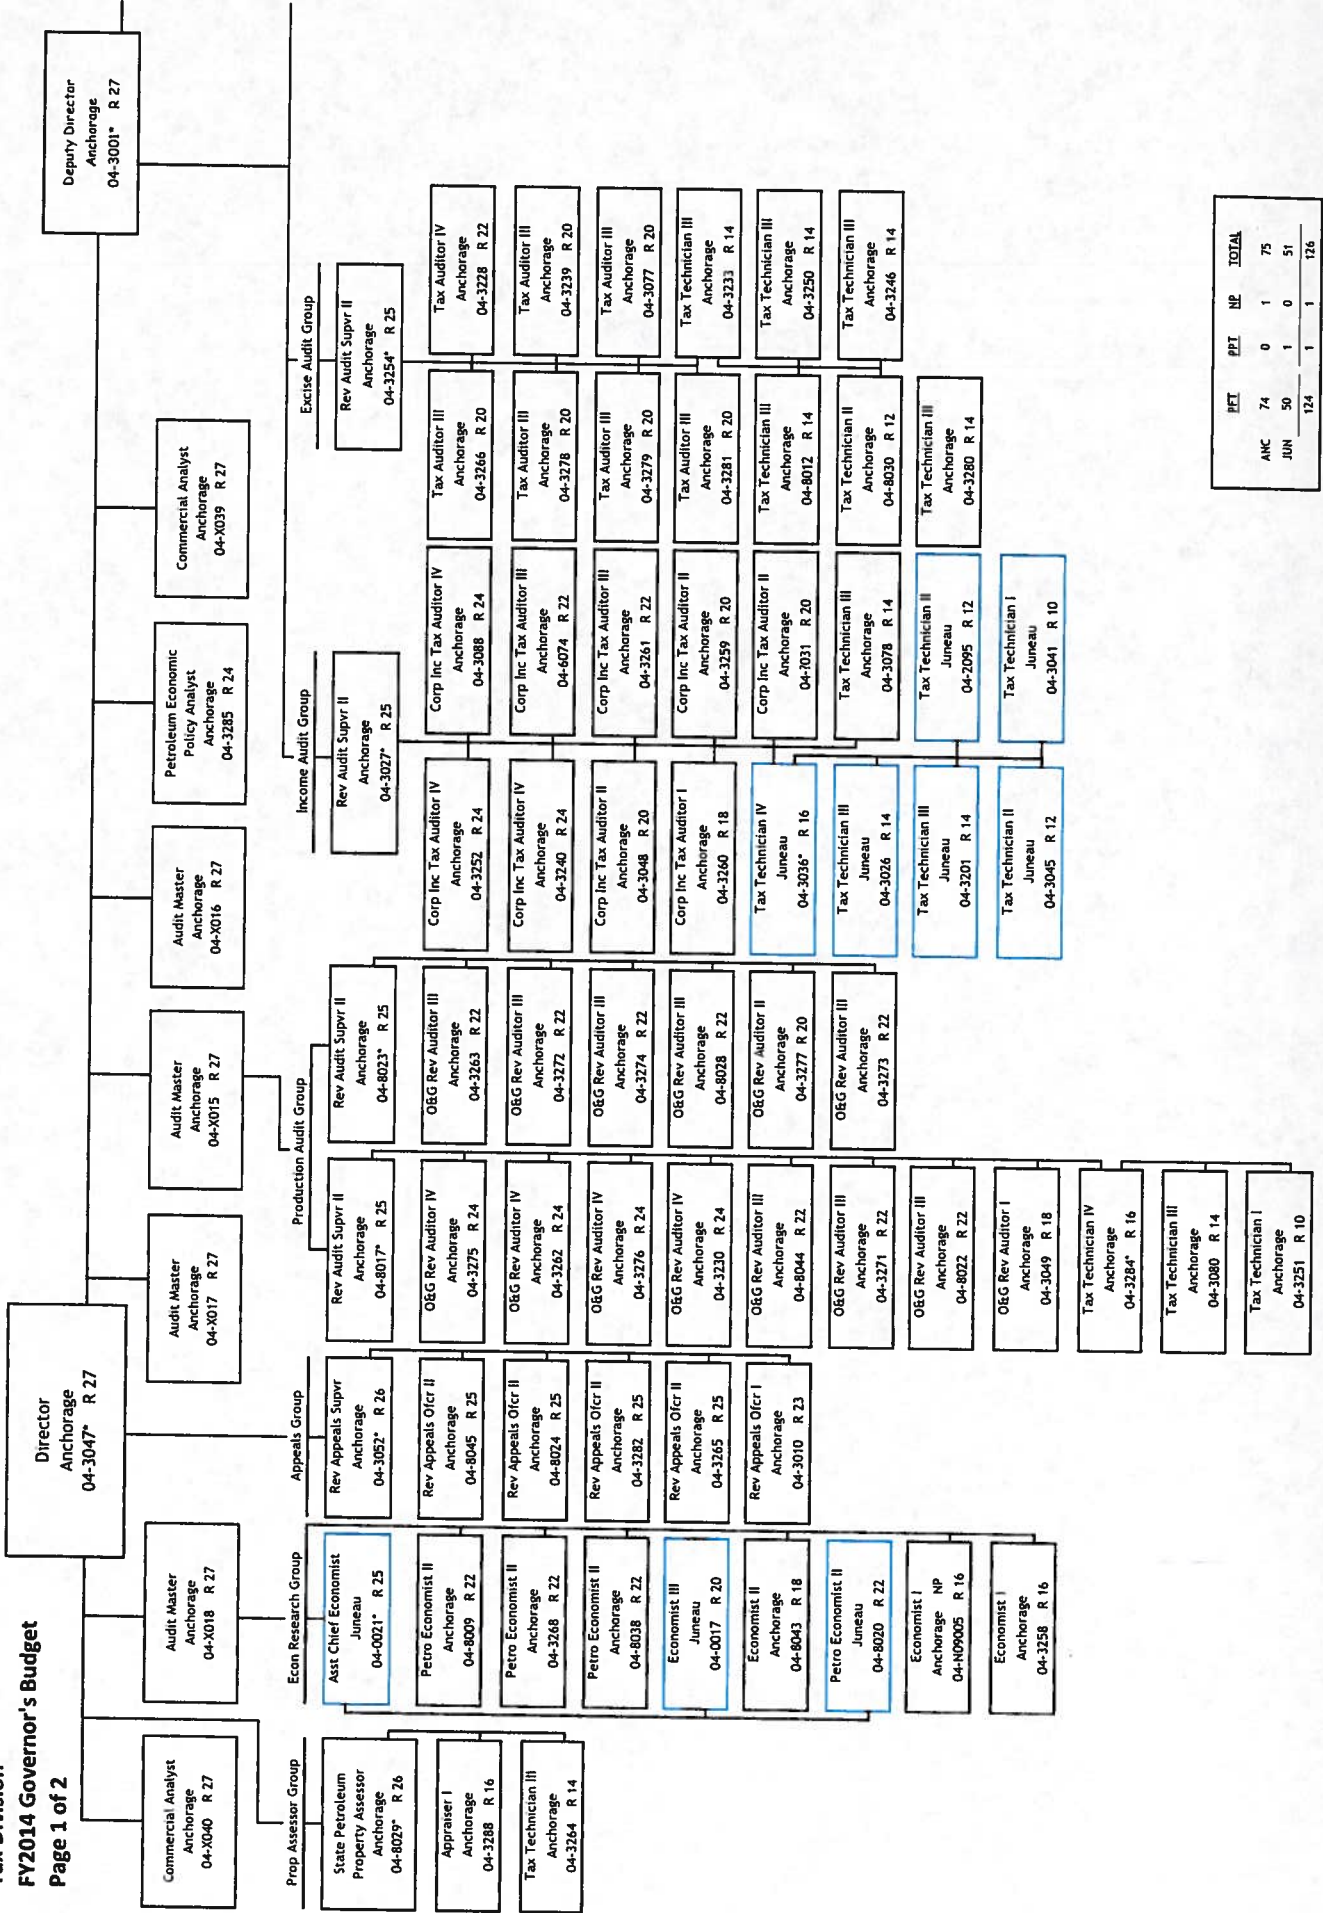 FY2014 Governor's Budget
Page 1 of 2
Director
Anchorage
04-3047* R 27
Deputy Director
Anchorage
04-3001* R 27
Commercial Analyst
Anchorage
04-X040 R 27
Audit Master
Anchorage
04-X018 R 27
Audit Master
Anchorage
04-X017 R 27
Audit Master
Anchorage
04-X015 R 27
Audit Master
Anchorage
04-X016 R 27
Petroleum Economic
Policy Analyst
Anchorage
04-3285 R 24
Commercial Analyst
Anchorage
04-X039 R 27
Prop Assessor Group
State Petroleum
Property Assessor
Anchorage
04-8029* R 26
Appraiser I
Anchorage
04-3288 R 16
Tax Technician III
Anchorage
04-3264 R 14
Econ Research Group
Asst Chief Economist
Juneau
04-0021* R 25
Petro Economist II
Anchorage
04-8009 R 22
Petro Economist II
Anchorage
04-3268 R 22
Petro Economist II
Anchorage
04-8038 R 22
Economist III
Juneau
04-0017 R 20
Economist II
Anchorage
04-8043 R 18
Petro Economist II
Juneau
04-8020 R 22
Economist I
Anchorage NP
04-N09005 R 16
Economist I
Anchorage
04-3258 R 16
Appeals Group
Rev Appeals Supvr
Anchorage
04-3052* R 26
Rev Appeals Ofcr II
Anchorage
04-8045 R 25
Rev Appeals Ofcr II
Anchorage
04-8024 R 25
Rev Appeals Ofcr II
Anchorage
04-3282 R 25
Rev Appeals Ofcr II
Anchorage
04-3265 R 25
Rev Appeals Ofcr I
Anchorage
04-3010 R 23
Production Audit Group
Rev Audit Supvr II
Anchorage
04-8017* R 25
O&G Rev Auditor IV
Anchorage
04-3275 R 24
O&G Rev Auditor IV
Anchorage
04-3262 R 24
O&G Rev Auditor IV
Anchorage
04-3276 R 24
O&G Rev Auditor IV
Anchorage
04-3230 R 24
O&G Rev Auditor III
Anchorage
04-8044 R 22
O&G Rev Auditor III
Anchorage
04-3271 R 22
O&G Rev Auditor III
Anchorage
04-8022 R 22
O&G Rev Auditor I
Anchorage
04-3049 R 18
Tax Technician IV
Anchorage
04-3284* R 16
Tax Technician III
Anchorage
04-3080 R 14
Tax Technician I
Anchorage
04-3251 R 10
Rev Audit Supvr II
Anchorage
04-8023* R 25
O&G Rev Auditor III
Anchorage
04-3263 R 22
O&G Rev Auditor III
Anchorage
04-3272 R 22
O&G Rev Auditor III
Anchorage
04-3274 R 22
O&G Rev Auditor III
Anchorage
04-8028 R 22
O&G Rev Auditor II
Anchorage
04-3277 R 20
O&G Rev Auditor III
Anchorage
04-3273 R 22
Income Audit Group
Rev Audit Supvr II
Anchorage
04-3027* R 25
Corp Inc Tax Auditor IV
Anchorage
04-3252 R 24
Corp Inc Tax Auditor IV
Anchorage
04-3240 R 24
Corp Inc Tax Auditor II
Anchorage
04-3048 R 20
Corp Inc Tax Auditor I
Anchorage
04-3260 R 18
Tax Technician IV
Juneau
04-3036* R 16
Tax Technician III
Juneau
04-3026 R 14
Tax Technician III
Juneau
04-3201 R 14
Tax Technician II
Juneau
04-3045 R 12
Corp Inc Tax Auditor IV
Anchorage
04-3088 R 24
Corp Inc Tax Auditor III
Anchorage
04-6074 R 22
Corp Inc Tax Auditor III
Anchorage
04-3261 R 22
Corp Inc Tax Auditor II
Anchorage
04-3259 R 20
Corp Inc Tax Auditor II
Anchorage
04-7031 R 20
Tax Technician III
Anchorage
04-3078 R 14
Tax Technician II
Juneau
04-2095 R 12
Tax Technician I
Juneau
04-3041 R 10
Excise Audit Group
Rev Audit Supvr II
Anchorage
04-3254* R 25
Tax Auditor III
Anchorage
04-3266 R 20
Tax Auditor III
Anchorage
04-3278 R 20
Tax Auditor III
Anchorage
04-3279 R 20
Tax Auditor III
Anchorage
04-3281 R 20
Tax Technician III
Anchorage
04-8012 R 14
Tax Technician II
Anchorage
04-8030 R 12
Tax Technician III
Anchorage
04-3280 R 14
Tax Auditor IV
Anchorage
04-3228 R 22
Tax Auditor III
Anchorage
04-3239 R 20
Tax Auditor III
Anchorage
04-3077 R 20
Tax Technician III
Anchorage
04-3233 R 14
Tax Technician III
Anchorage
04-3250 R 14
Tax Technician III
Anchorage
04-3246 R 14
PFT PPT NP TOTAL
ANC 74 0 1 75
JUN 50 1 0 51
124 1 1 126